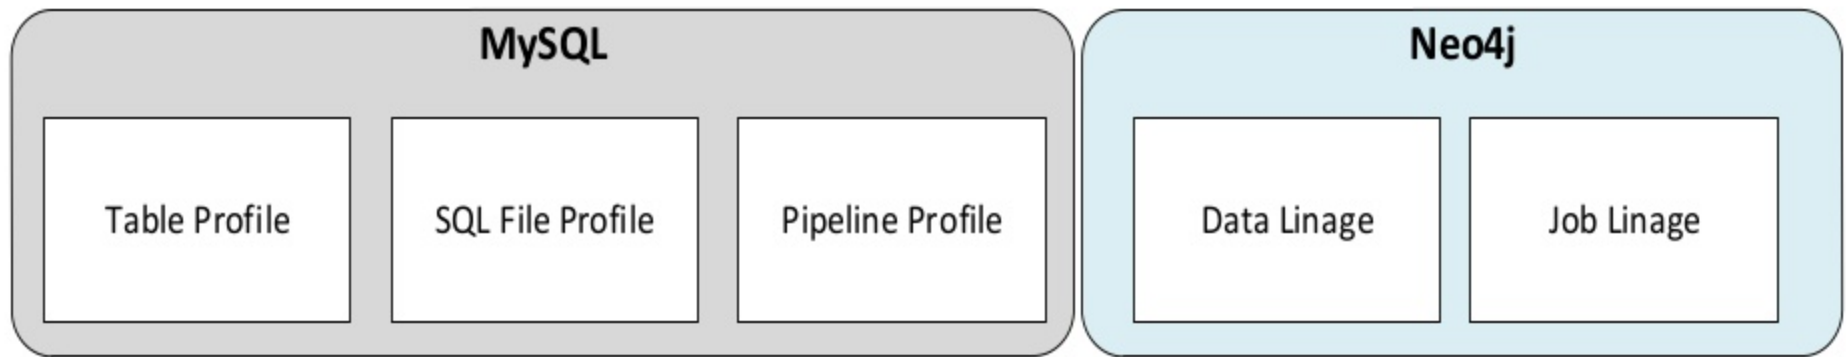 MySQL
Neo4j
Table Profile
SQL File Profile
Pipeline Profile
Data Linage
Job Linage